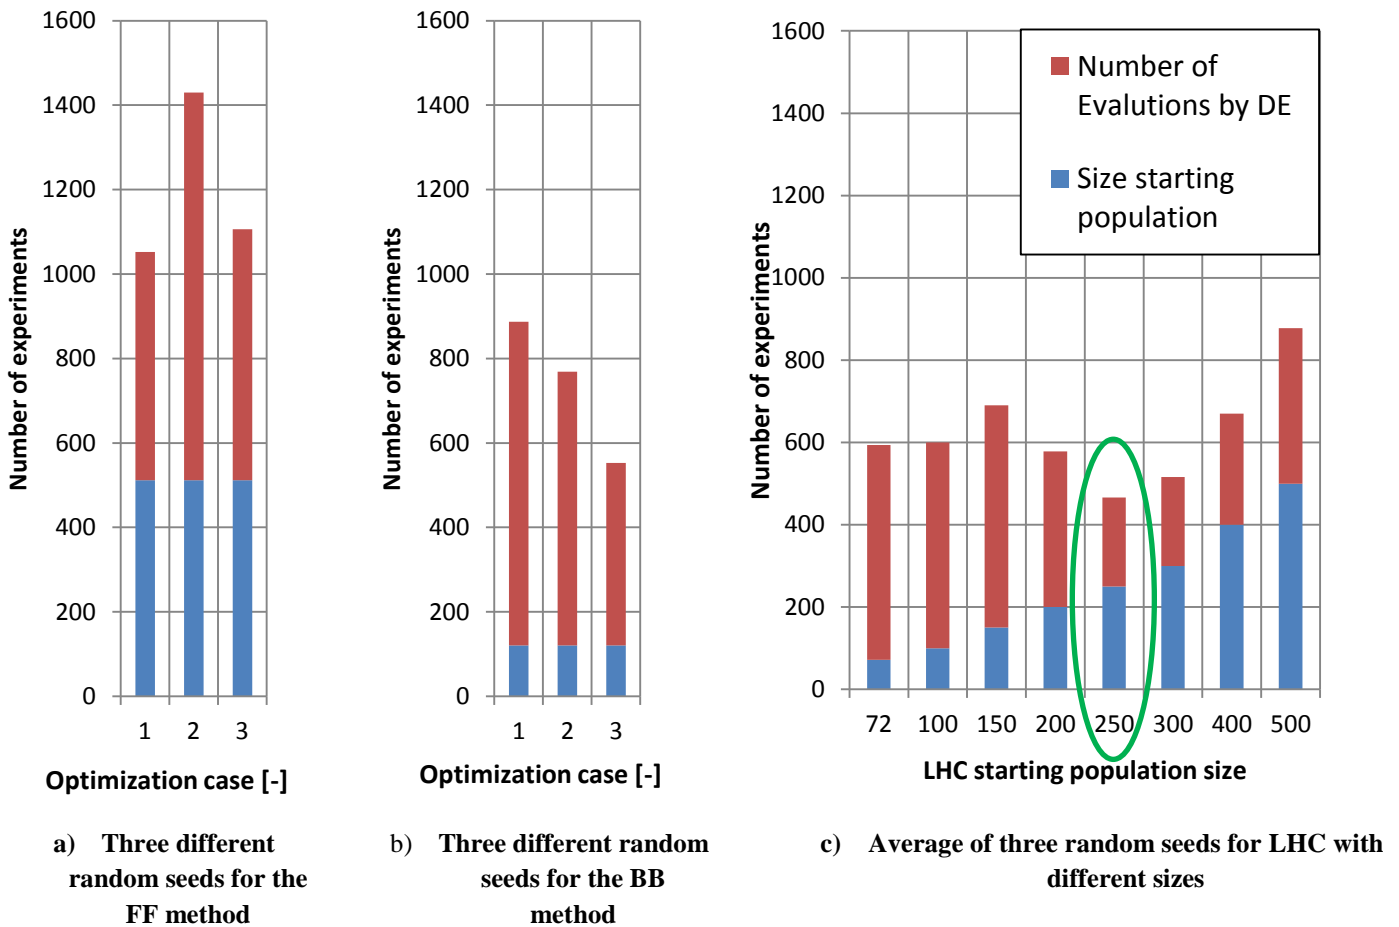 1600
1400
1200
1000
800
600
400
200
0
Number of experiments
1 2 3
Optimization case [-]
a) Three different
random seeds for the
FF method
1600
1400
1200
1000
800
600
400
200
0
Number of experiments
1 2 3
Optimization case [-]
b) Three different random
seeds for the BB
method
1600
1400
1200
1000
800
600
400
200
0
Number of experiments
Number of
Evalutions by DE
Size starting
population
72 100 150 200 250 300 400 500
LHC starting population size
c) Average of three random seeds for LHC with
different sizes